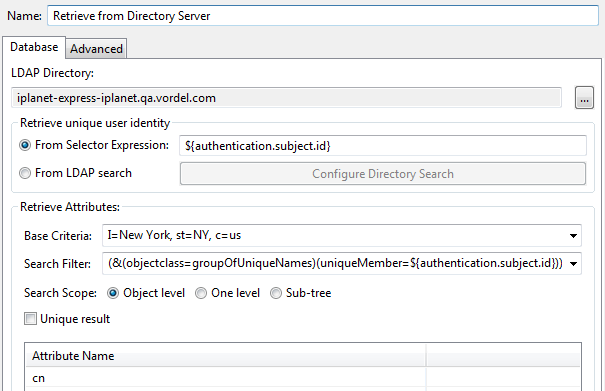 Name: Retrieve from Directory Server
Database Advanced
LDAP Directory:
iplanet-express-iplanet.qa.vordel.com ...
Retrieve unique user identity
From Selector Expression: ${authentication.subject.id}
From LDAP search Configure Directory Search
Retrieve Attributes:
Base Criteria: l=New York, st=NY, c=us
Search Filter: (&(objectclass=groupOfUniqueNames)(uniqueMember=${authentication.subject.id}))
Search Scope: Object level One level Sub-tree
Unique result
Attribute Name
cn